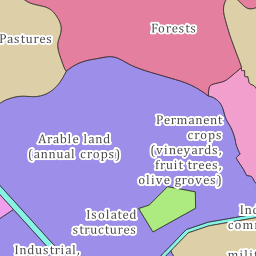 Forests
Pastures
Permanent
crops
(vineyards,
fruit trees,
olive groves)
Arable land
(annual crops)
Isolated
structures
Industrial,